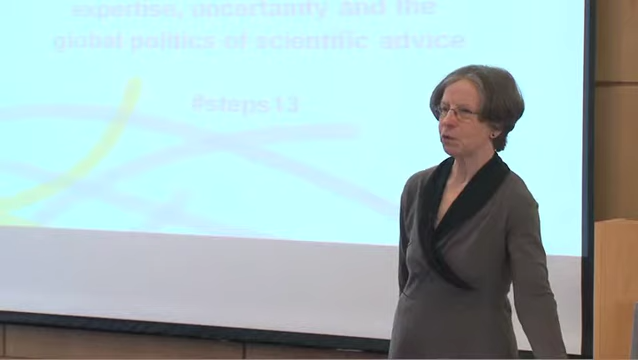 expertise, uncertainty and the
global politics of scientific advice
#steps13